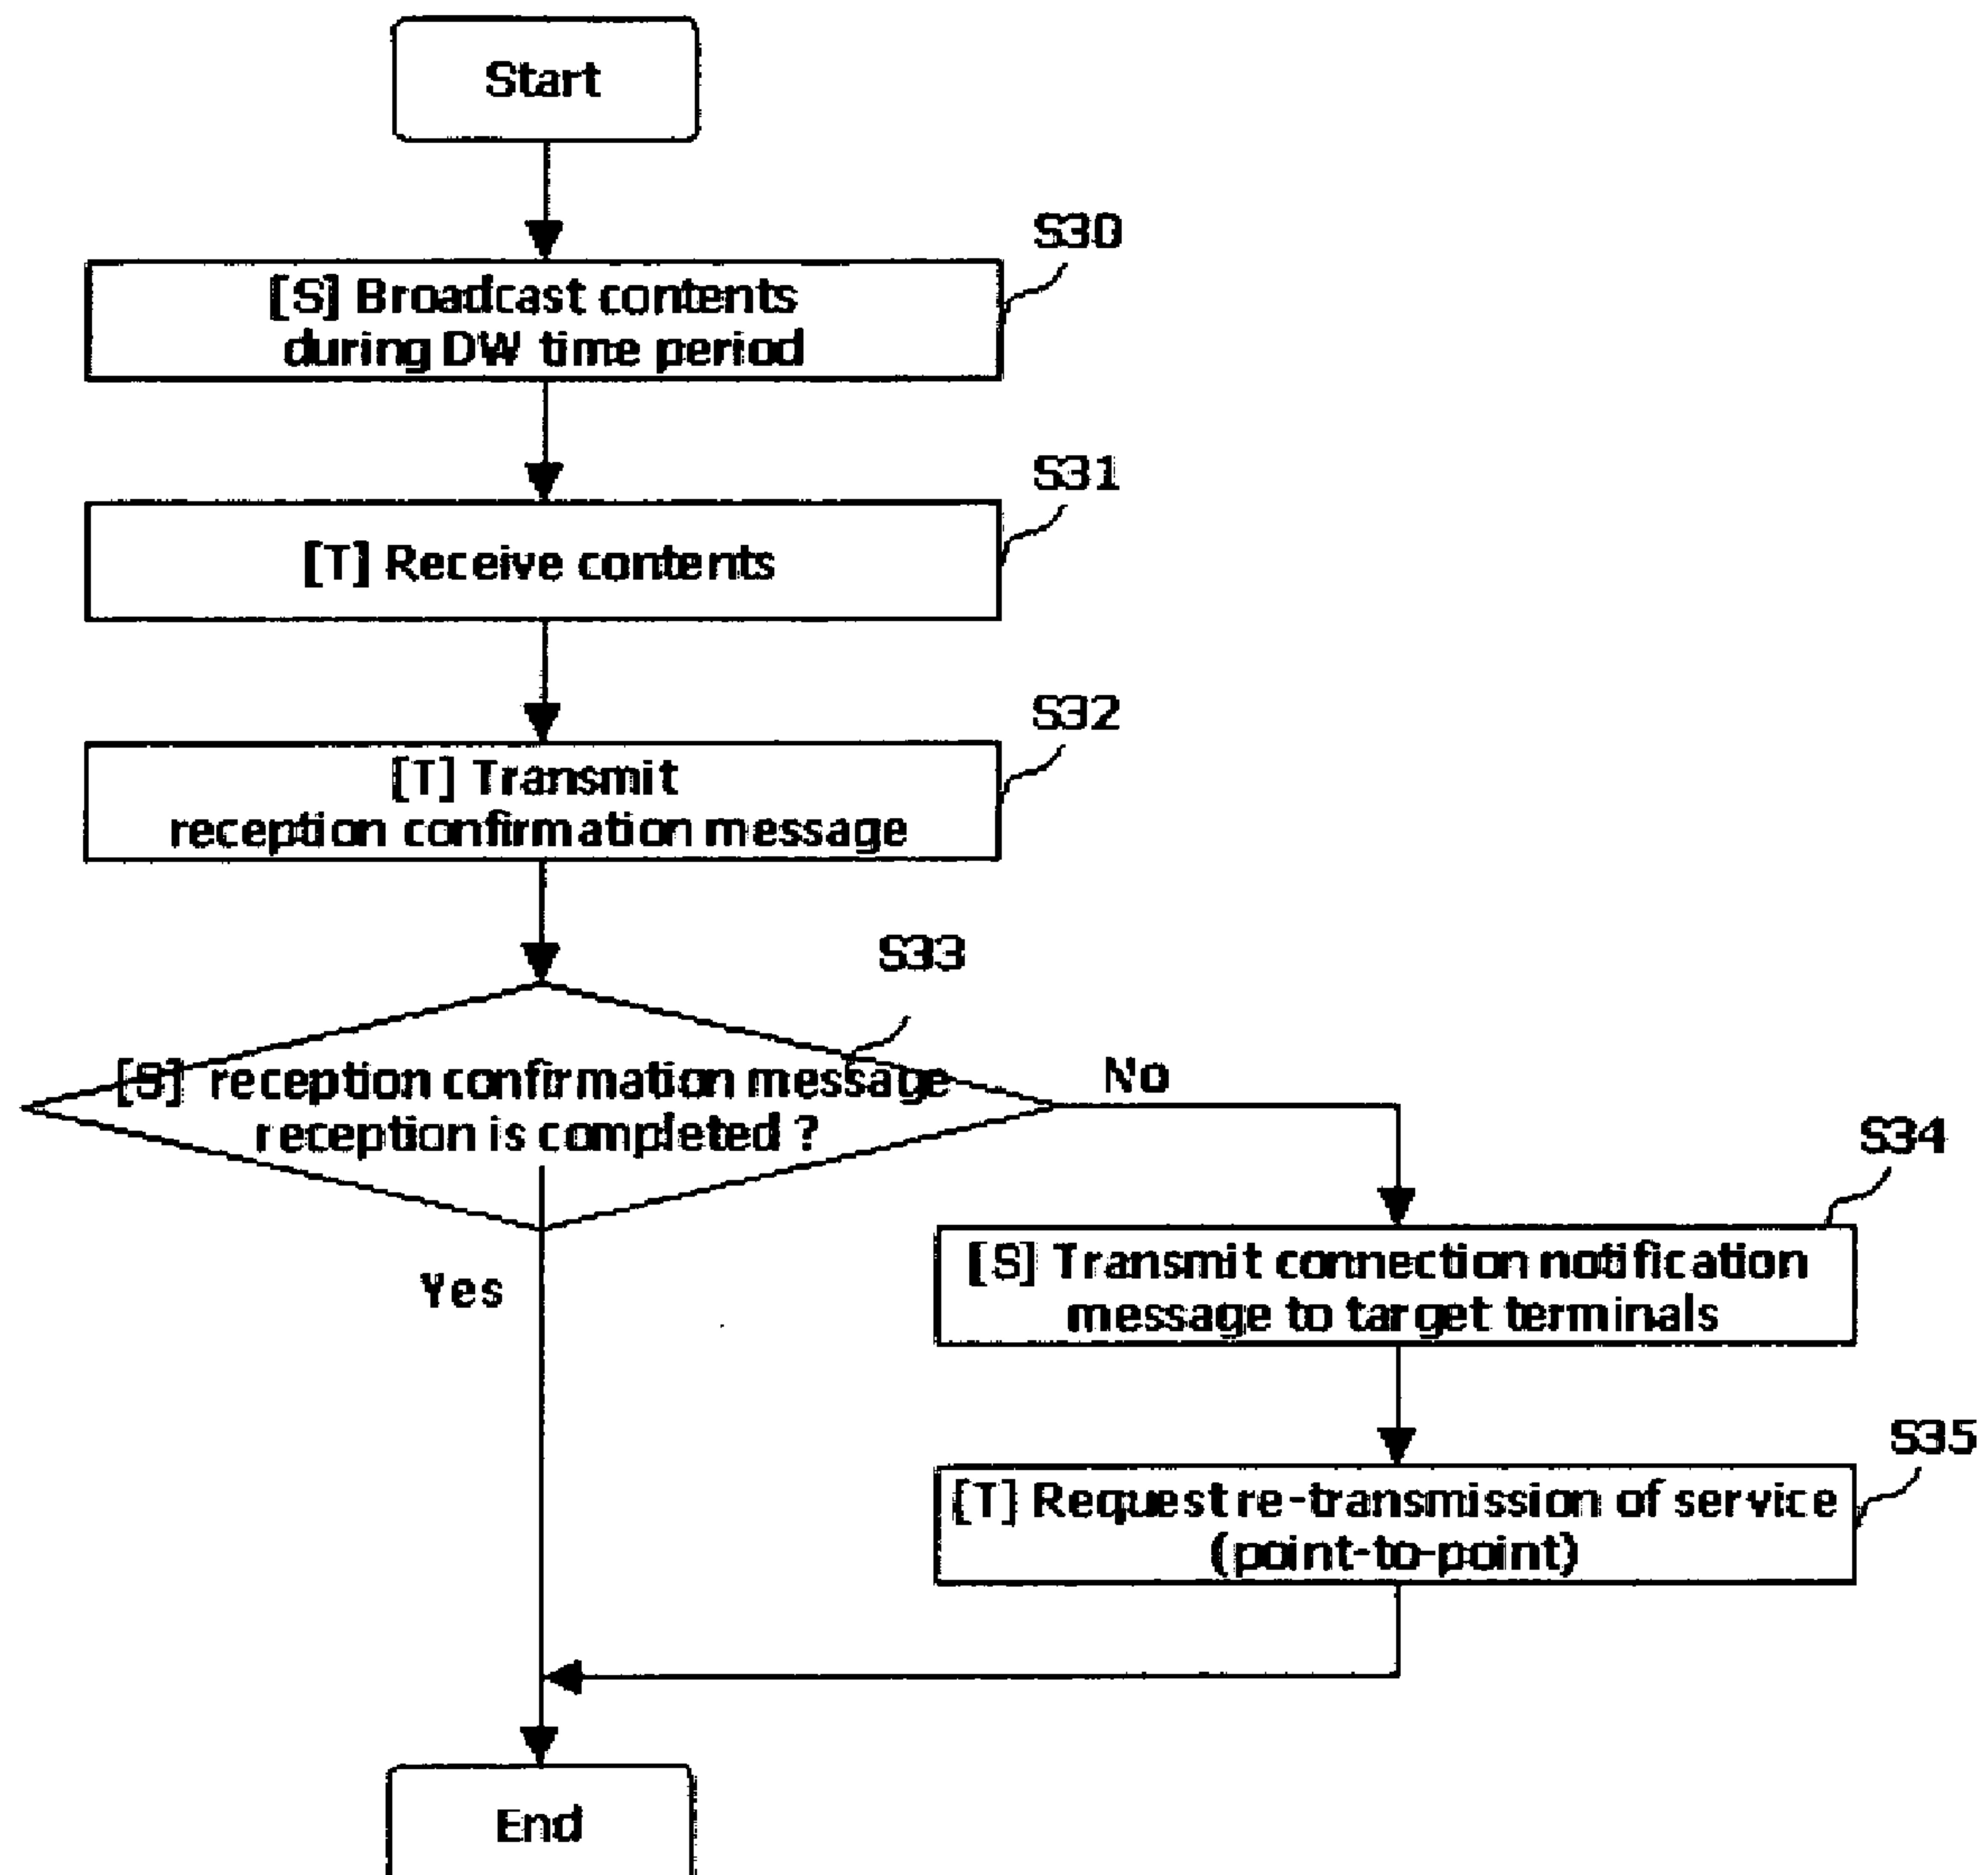 Start
S30
[S] Broadcast contents
during DW time period
S31
[T] Receive contents
S32
[T] Transmit
reception confirmation message
S33
[S] reception confirmation message
reception is completed ?
No
Yes
S34
[S] Transmit connection notification
message to target terminals
S35
[T] Request re-transmission of service
(point-to-point)
End